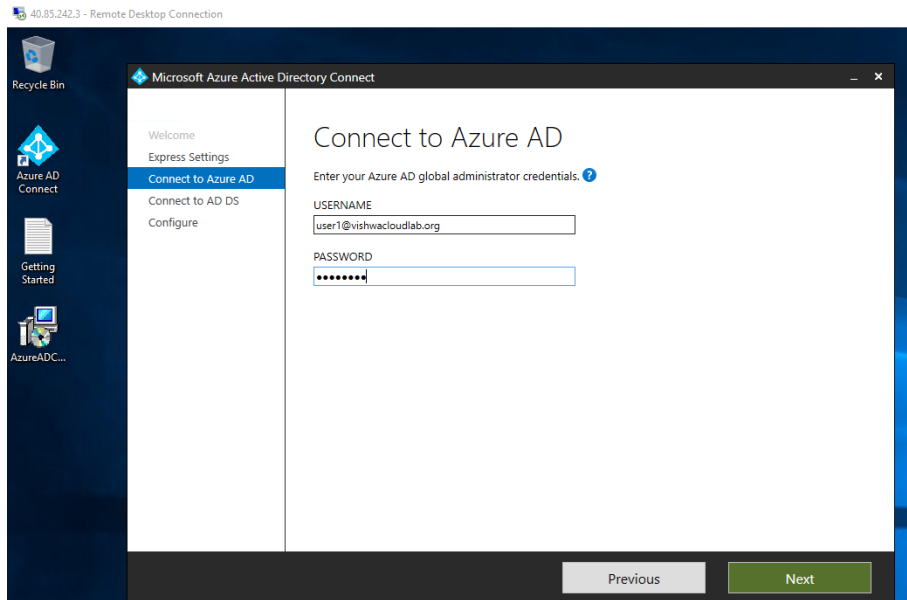 40.85.242.3 - Remote Desktop Connection
Recycle Bin
Azure AD
Connect
Getting
Started
AzureADC...
Microsoft Azure Active Directory Connect
Welcome
Express Settings
Connect to Azure AD
Connect to AD DS
Configure
Connect to Azure AD
Enter your Azure AD global administrator credentials. ?
USERNAME
user1@vishwacloudlab.org
PASSWORD
••••••••
Previous
Next